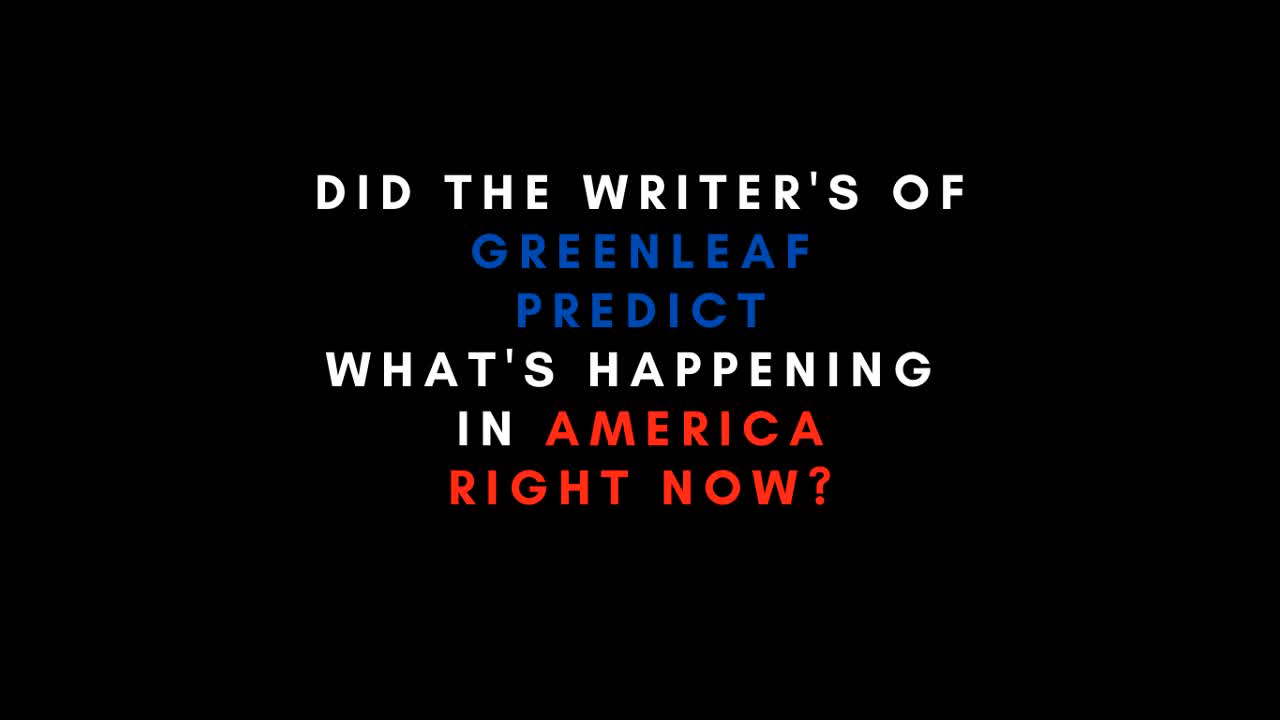 DID THE WRITER'S OF
GREENLEAF
PREDICT
WHAT'S HAPPENING
IN AMERICA
RIGHT NOW?